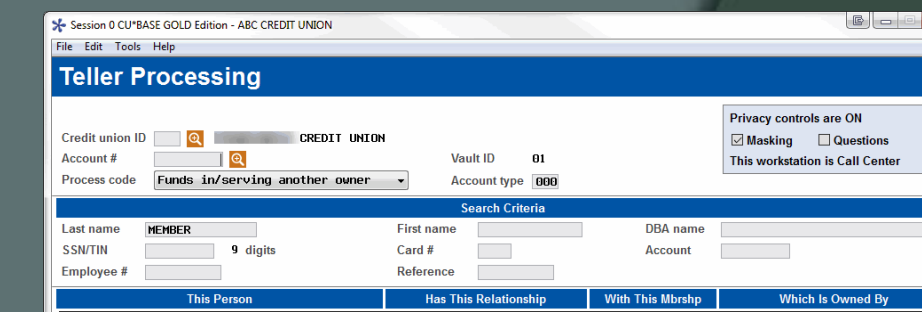 Session 0 CU*BASE GOLD Edition - ABC CREDIT UNION
File Edit Tools Help
Teller Processing
Privacy controls are ON
Credit union ID CREDIT UNION
Masking Questions
Account # Vault ID 01
This workstation is Call Center
Process code Funds in/serving another owner Account type 000
Search Criteria
Last name MEMBER First name DBA name
SSN/TIN 9 digits Card # Account
Employee # Reference
This Person Has This Relationship With This Mbrshp Which Is Owned By